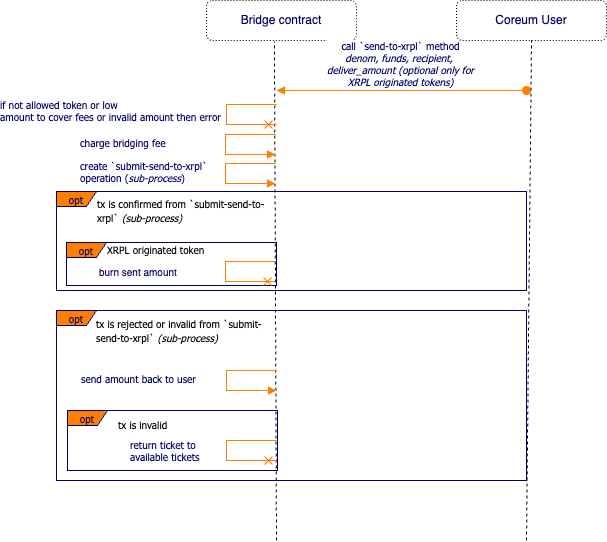 Bridge contract
Coreum User
call `send-to-xrpl` method
denom, funds, recipient,
deliver_amount (optional only for
XRPL originated tokens)
if not allowed token or low
amount to cover fees or invalid amount then error
charge bridging fee
create `submit-send-to-xrpl`
operation (sub-process)
opt
tx is confirmed from `submit-send-to-
xrpl` (sub-process)
opt
XRPL originated token
burn sent amount
opt
tx is rejected or invalid from `submit-
send-to-xrpl` (sub-process)
send amount back to user
opt
tx is invalid
return ticket to
available tickets